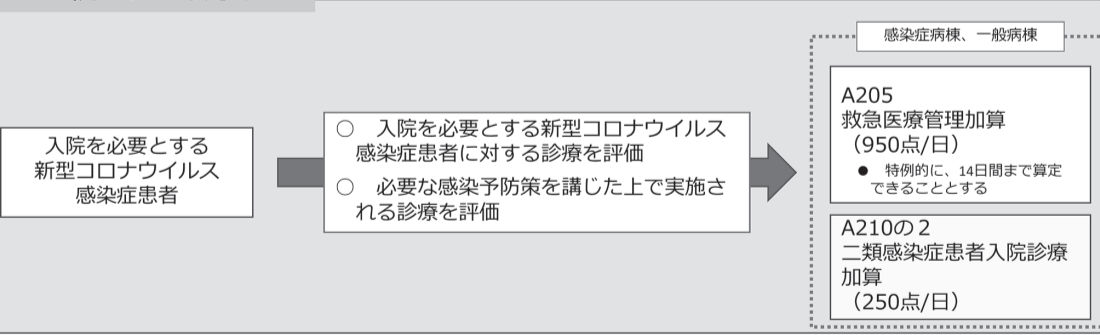 入院を必要とする
新型コロナウイルス
感染症患者
○ 入院を必要とする新型コロナウイルス
感染症患者に対する診療を評価
○ 必要な感染予防策を講じた上で実施さ
れる診療を評価
感染症病棟、一般病棟
A205
救急医療管理加算
（950点/日）
● 特例的に、14日間まで算定
できることとする
A210の２
二類感染症患者入院診療
加算
（250点/日）